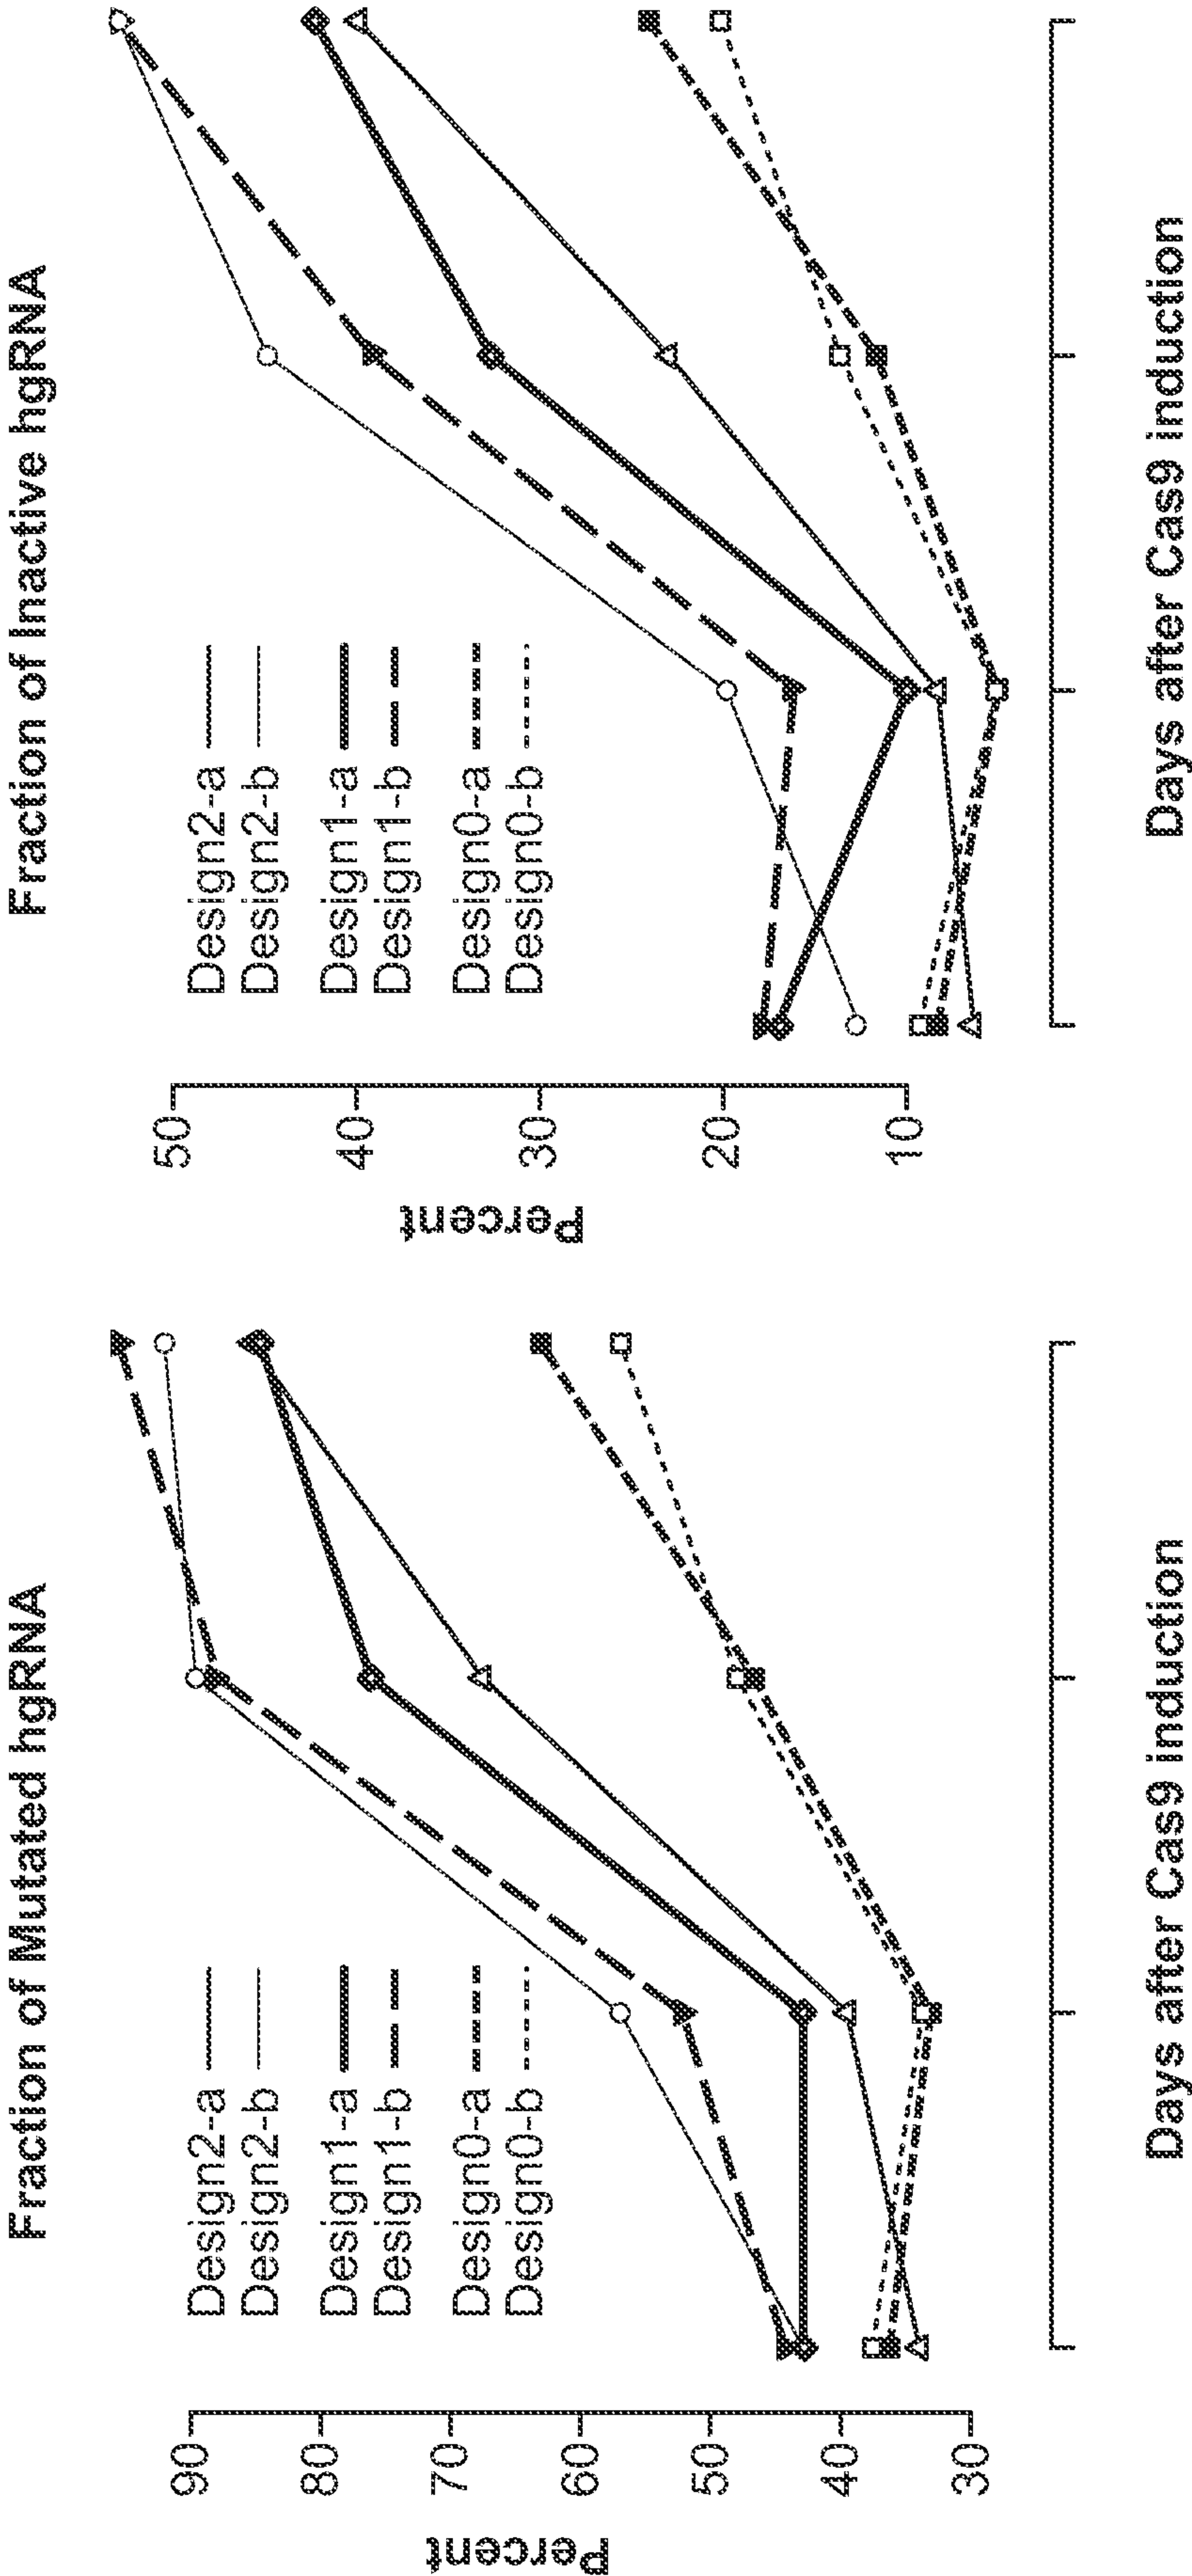 Fraction of Mutated hgRNA
Percent
90
80
70
60
50
40
30
Design2-a
Design2-b
Design1-a
Design1-b
Design0-a
Design0-b
Days after Cas9 induction
Fraction of Inactive hgRNA
Percent
50
40
30
20
10
Design2-a
Design2-b
Design1-a
Design1-b
Design0-a
Design0-b
Days after Cas9 induction